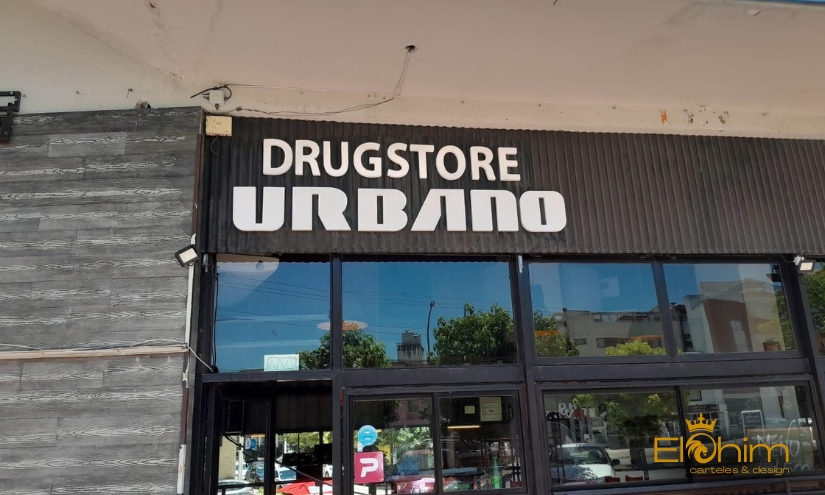 DRUGSTORE
URBANO
P
Elohim
carteles & design